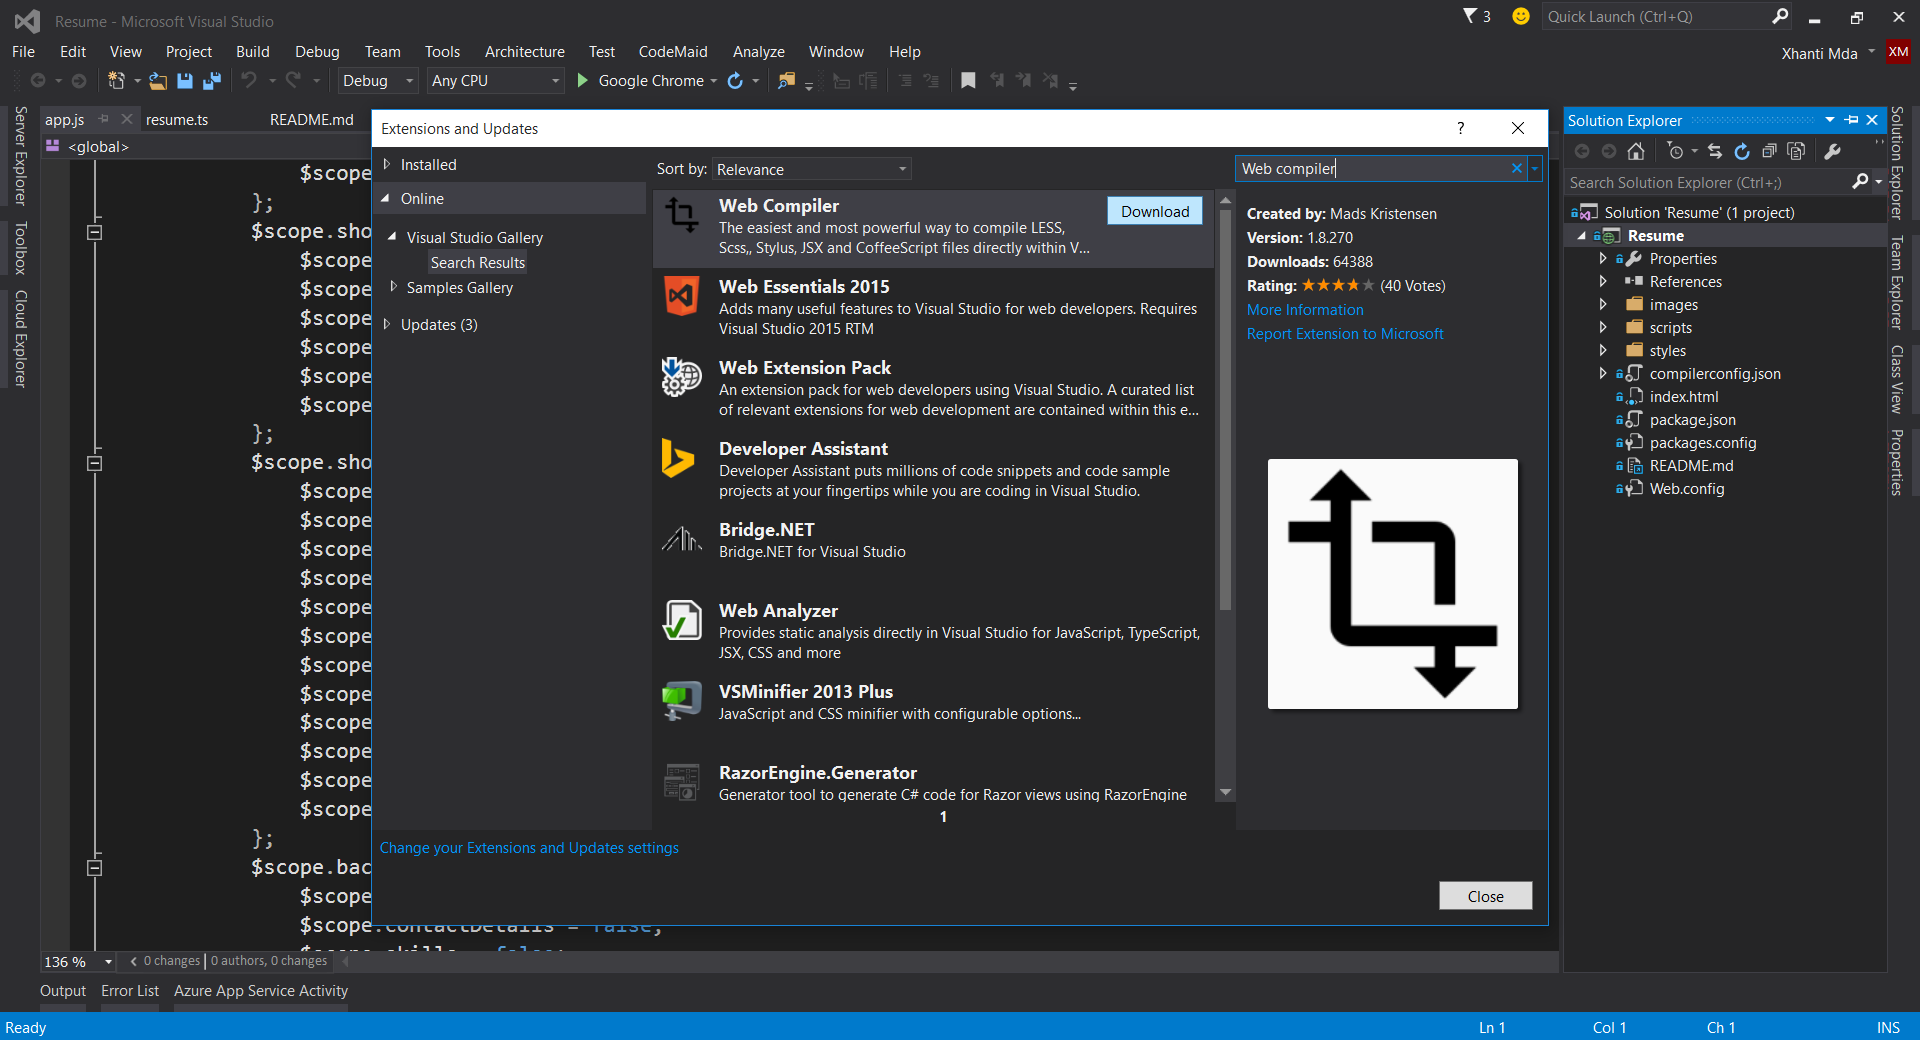 Resume - Microsoft Visual Studio
3
Quick Launch (Ctrl+Q)
File Edit View Project Build Debug Team Tools Architecture Test CodeMaid Analyze Window Help
Xhanti Mda
XM
Debug
Any CPU
Google Chrome
Server Explorer
Toolbox
Cloud Explorer
app.js
resume.ts
README.md
<global>
$scope
};
$scope.sho
$scope
$scope
$scope
$scope
$scope
$scope
};
$scope.sho
$scope
$scope
$scope
$scope
$scope
$scope
$scope
$scope
$scope
$scope
$scope
$scope
};
$scope.bac
$scope
$scope.contactDetails = false;
$scope.skills = false;
Extensions and Updates
?
Installed
Online
Visual Studio Gallery
Search Results
Samples Gallery
Updates (3)
Sort by: Relevance
Web compiler
Web Compiler
Download
The easiest and most powerful way to compile LESS,
Scss,, Stylus, JSX and CoffeeScript files directly within V...
Web Essentials 2015
Adds many useful features to Visual Studio for web developers. Requires
Visual Studio 2015 RTM
Web Extension Pack
An extension pack for web developers using Visual Studio. A curated list
of relevant extensions for web development are contained within this e...
Developer Assistant
Developer Assistant puts millions of code snippets and code sample
projects at your fingertips while you are coding in Visual Studio.
Bridge.NET
Bridge.NET for Visual Studio
Web Analyzer
Provides static analysis directly in Visual Studio for JavaScript, TypeScript,
JSX, CSS and more
VSMinifier 2013 Plus
JavaScript and CSS minifier with configurable options...
RazorEngine.Generator
Generator tool to generate C# code for Razor views using RazorEngine
1
Created by: Mads Kristensen
Version: 1.8.270
Downloads: 64388
Rating: (40 Votes)
More Information
Report Extension to Microsoft
Change your Extensions and Updates settings
Close
Solution Explorer
Search Solution Explorer (Ctrl+;)
Solution 'Resume' (1 project)
Resume
Properties
References
images
scripts
styles
compilerconfig.json
index.html
package.json
packages.config
README.md
Web.config
Solution Explorer
Team Explorer
Class View
Properties
136 %
0 changes | 0 authors, 0 changes
Output Error List Azure App Service Activity
Ready
Ln 1 Col 1 Ch 1 INS